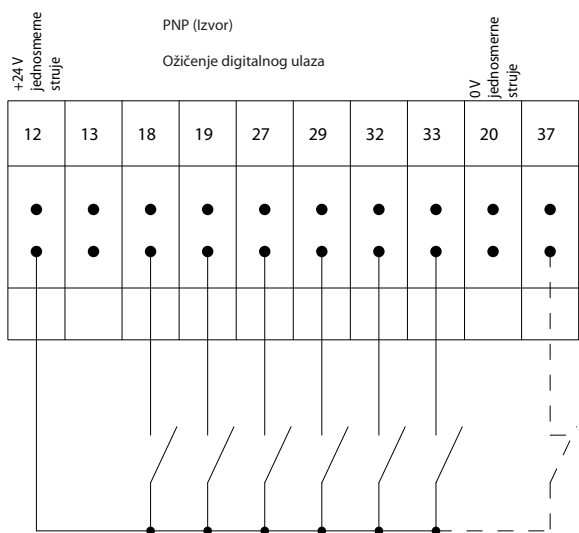 PNP (Izvor)
Ožičenje digitalnog ulaza
+24 V
jednosmerne
struje
0 V
jednosmerne
struje
12 13 18 19 27 29 32 33 20 37